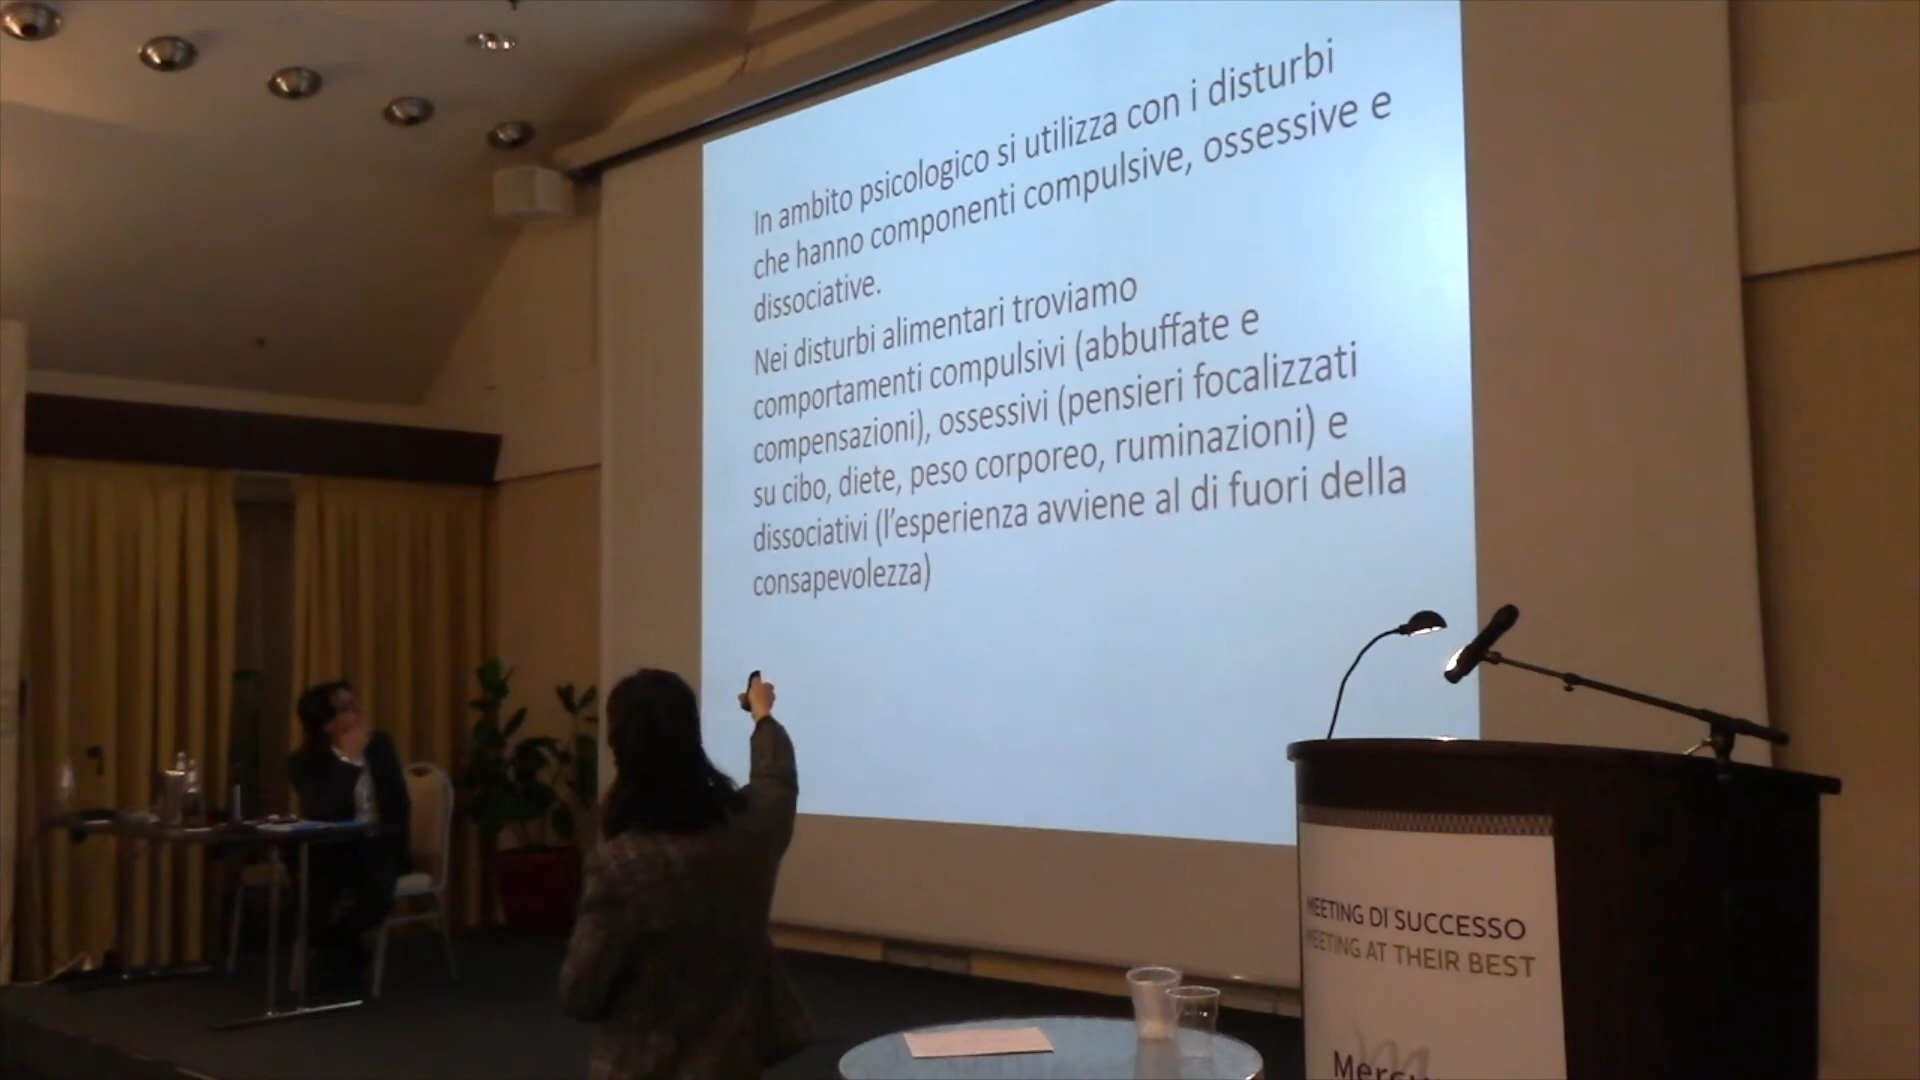 In ambito psicologico si utilizza con i disturbi
che hanno componenti compulsive, ossessive e
dissociative.
Nei disturbi alimentari troviamo
comportamenti compulsivi (abbuffate e
compensazioni), ossessivi (pensieri focalizzati
su cibo, diete, peso corporeo, ruminazioni) e
dissociativi (l'esperienza avviene al di fuori della
consapevolezza)
MEETING DI SUCCESSO
MEETING AT THEIR BEST